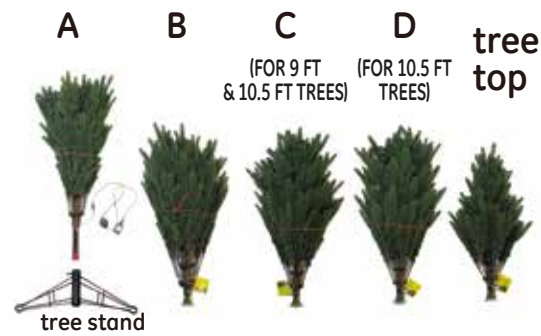 A
B
C
(FOR 9 FT
& 10.5 FT TREES)
D
(FOR 10.5 FT
TREES)
tree
top
tree stand